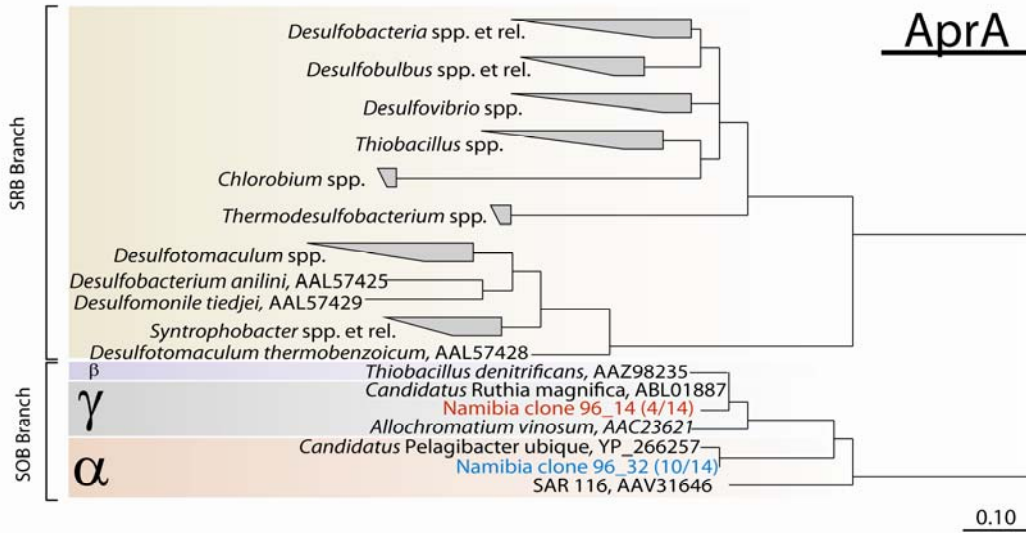 AprA
SRB Branch
Desulfobacteria spp. et rel.
Desulfobulbus spp. et rel.
Desulfovibrio spp.
Thiobacillus spp.
Chlorobium spp.
Thermodesulfobacterium spp.
Desulfotomaculum spp.
Desulfobacterium anilini, AAL57425
Desulfomonile tiedjei, AAL57429
Syntrophobacter spp. et rel.
Desulfotomaculum thermobenzoicum, AAL57428
SOB Branch
β
Thiobacillus denitrificans, AAZ98235
γ
Candidatus Ruthia magnifica, ABL01887
Namibia clone 96_14 (4/14)
Allochromatium vinosum, AAC23621
α
Candidatus Pelagibacter ubique, YP_266257
Namibia clone 96_32 (10/14)
SAR 116, AAV31646
0.10